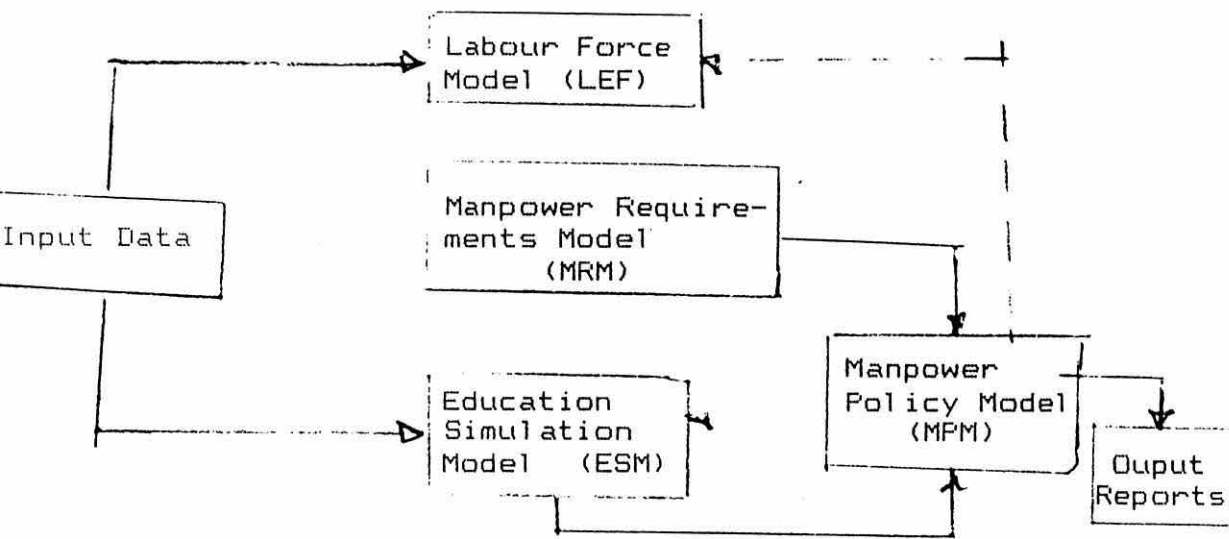 Labour Force
Model (LEF)
Input Data
Manpower Require-
ments Model
(MRM)
Education
Simulation
Model (ESM)
Manpower
Policy Model
(MPM)
Ouput
Reports